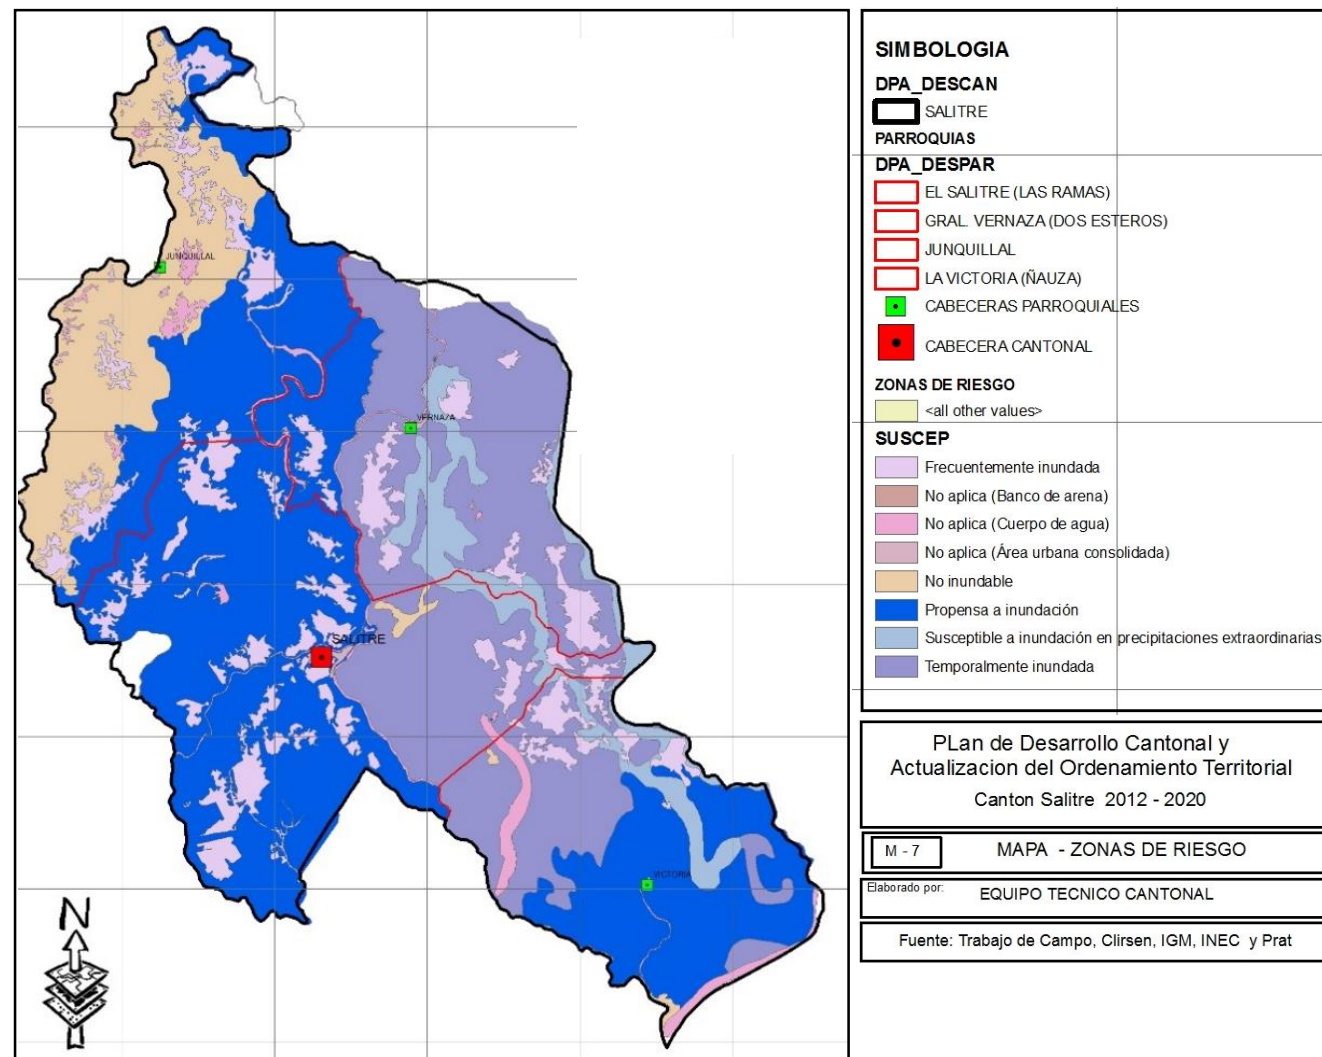 JUNQUILLAL
VERNAZA
SALITRE
VICTORIA
N
SIMBOLOGIA
DPA_DESCAN
SALITRE
PARROQUIAS
DPA_DESPAR
EL SALITRE (LAS RAMAS)
GRAL. VERNAZA (DOS ESTEROS)
JUNQUILLAL
LA VICTORIA (ÑAUZA)
CABECERAS PARROQUIALES
CABECERA CANTONAL
ZONAS DE RIESGO
<all other values>
SUSCEP
Frecuentemente inundada
No aplica (Banco de arena)
No aplica (Cuerpo de agua)
No aplica (Área urbana consolidada)
No inundable
Propensa a inundación
Susceptible a inundación en precipitaciones extraordinarias
Temporalmente inundada
PLan de Desarrollo Cantonal y
Actualizacion del Ordenamiento Territorial
Canton Salitre 2012 - 2020
M - 7 MAPA - ZONAS DE RIESGO
Elaborado por: EQUIPO TECNICO CANTONAL
Fuente: Trabajo de Campo, Clirsen, IGM, INEC y Prat